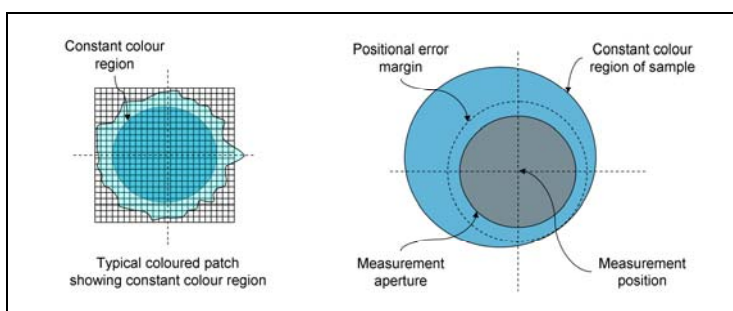 Constant colour
region
Typical coloured patch
showing constant colour region
Positional error
margin
Constant colour
region of sample
Measurement
aperture
Measurement
position